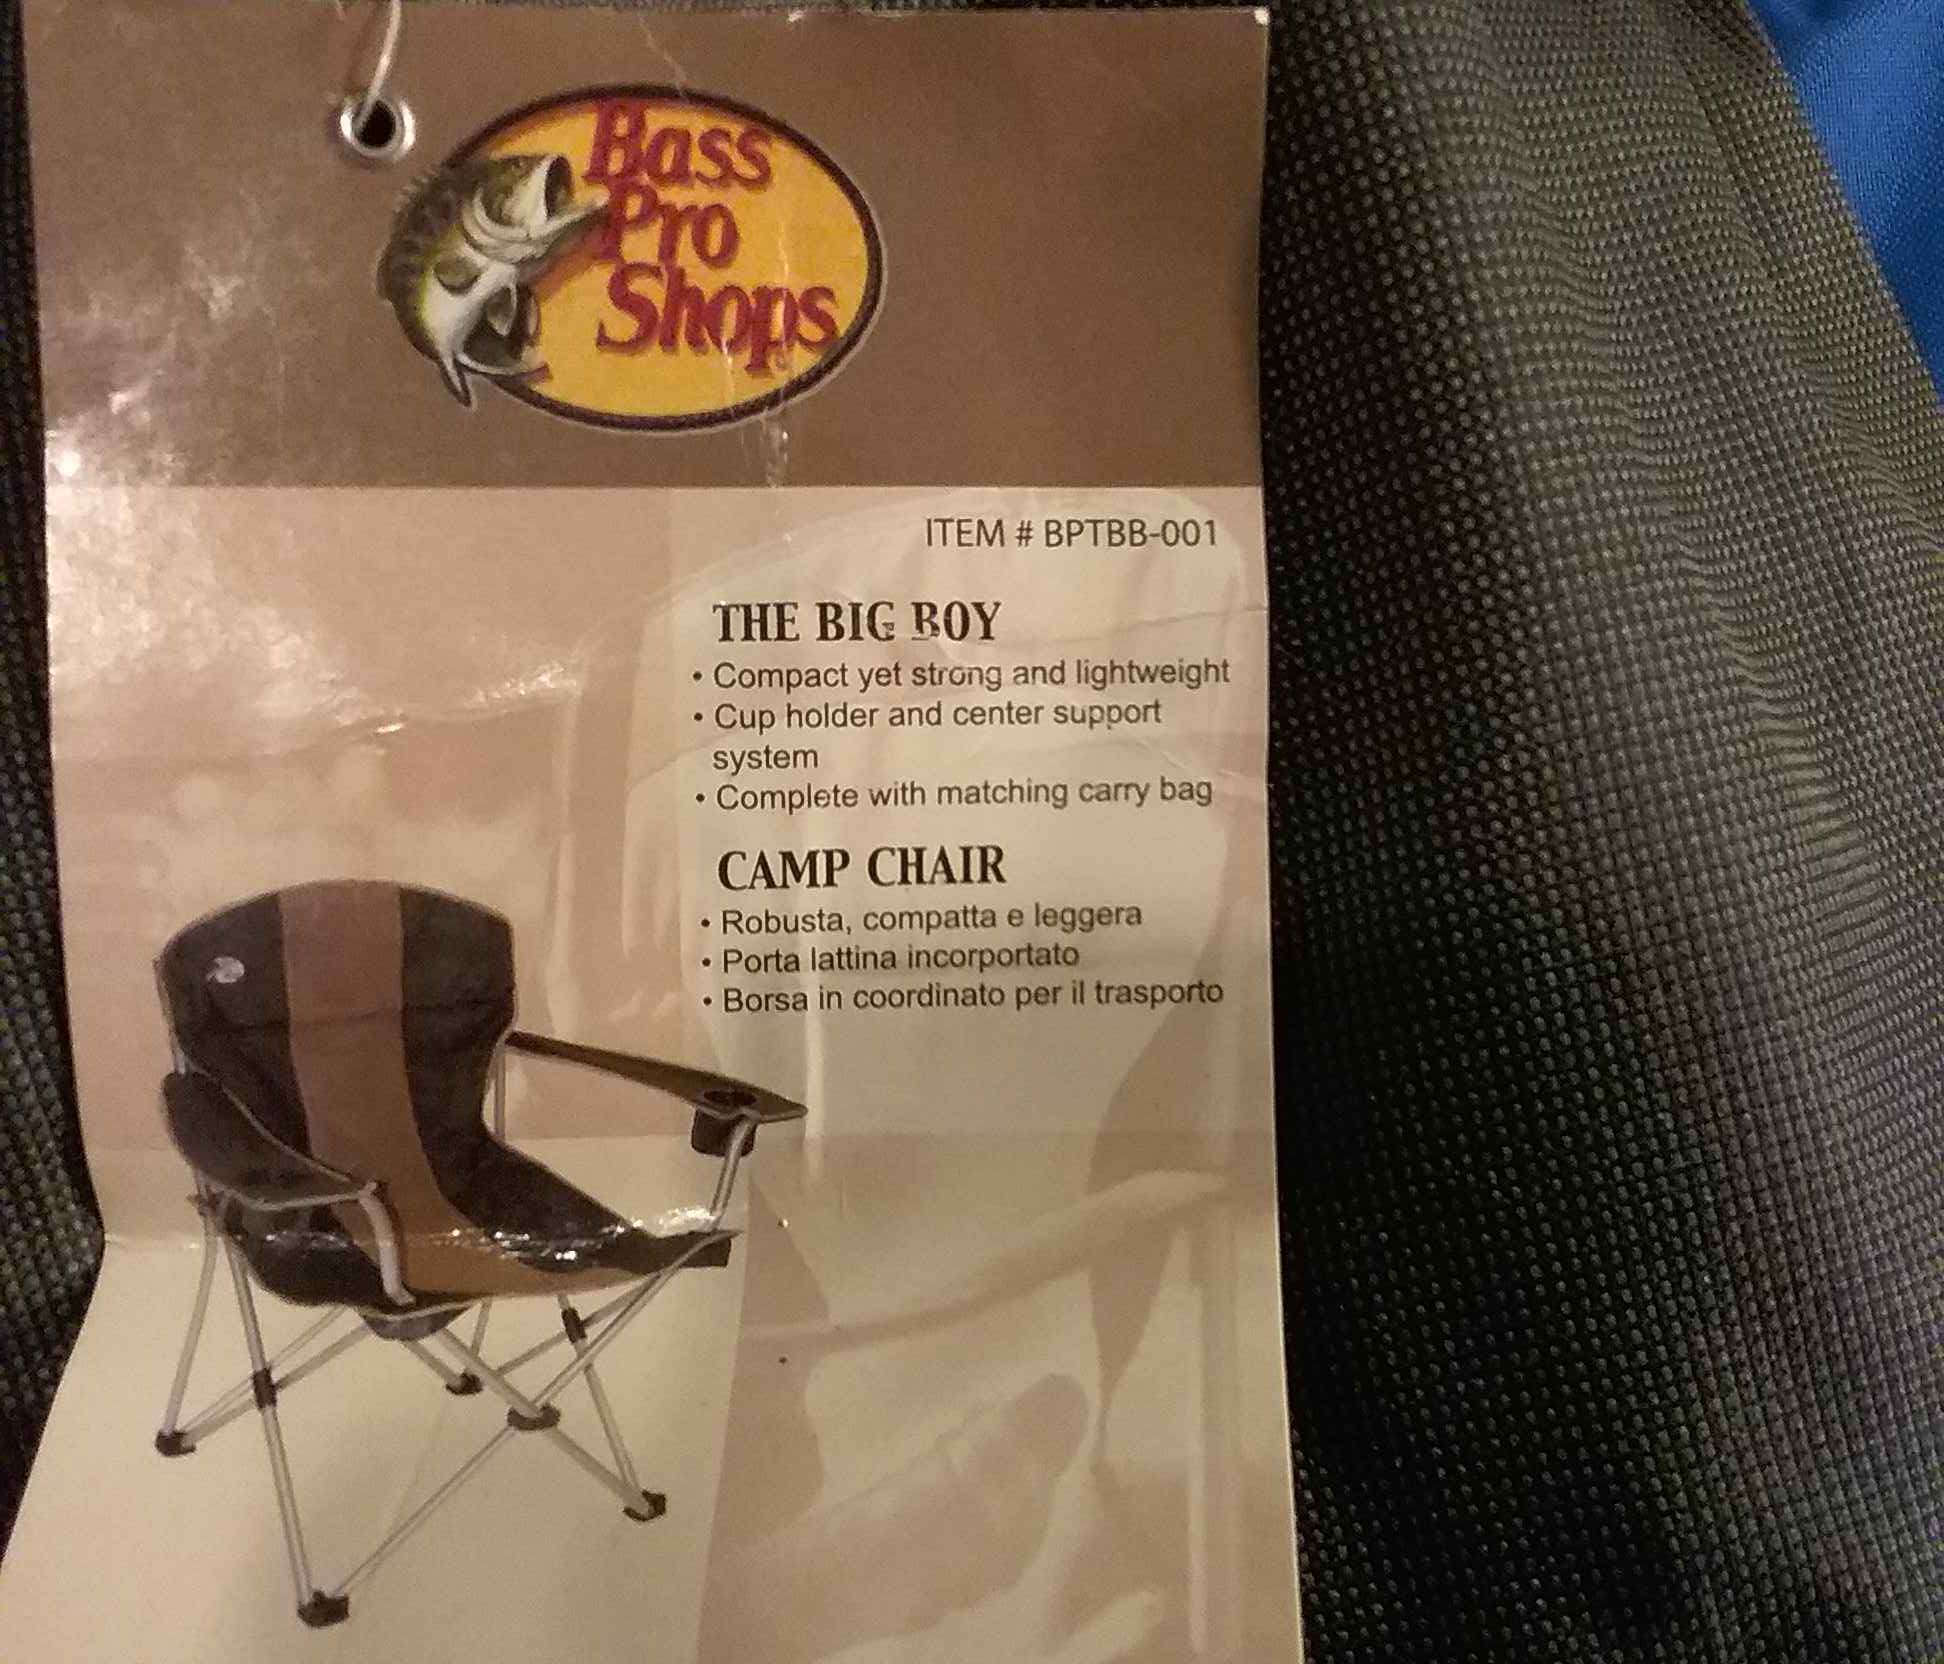 Bass
Pro
Shops
ITEM # BPTBB-001
THE BIG BOY
• Compact yet strong and lightweight
• Cup holder and center support
system
• Complete with matching carry bag
CAMP CHAIR
• Robusta, compatta e leggera
• Porta lattina incorportato
• Borsa in coordinato per il trasporto